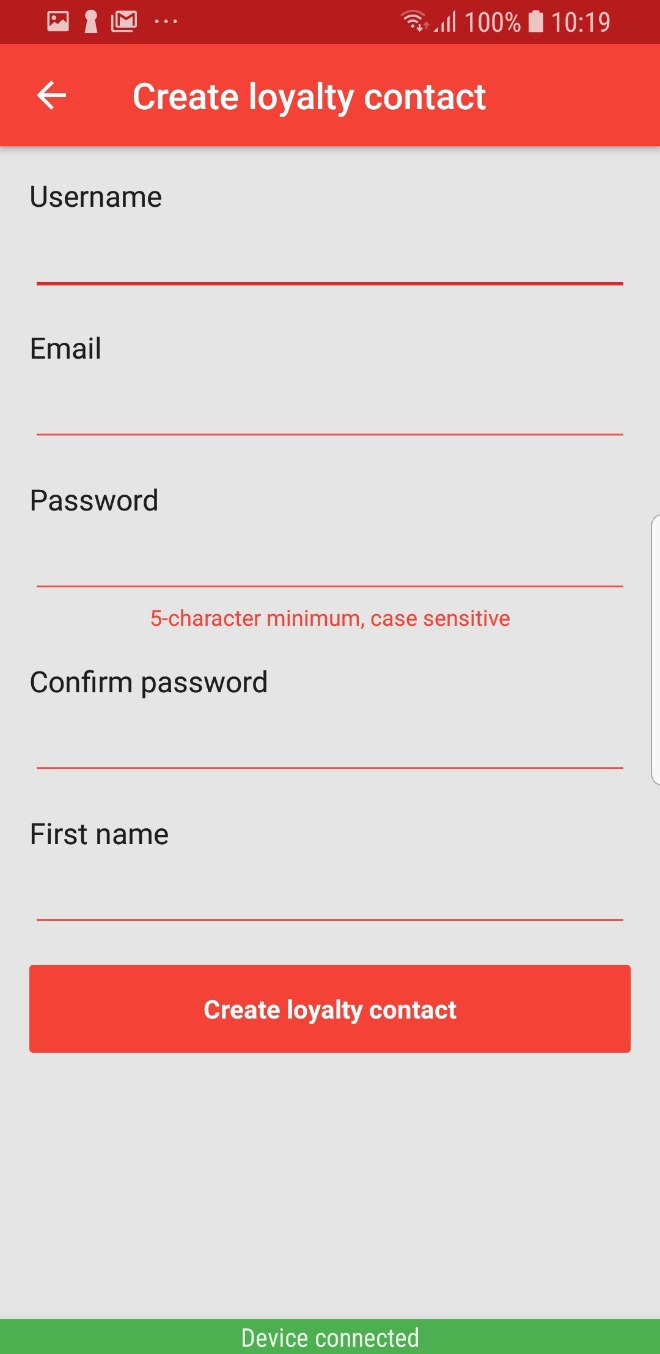 100% 10:19
Create loyalty contact
Username
Email
Password
5-character minimum, case sensitive
Confirm password
First name
Create loyalty contact
Device connected